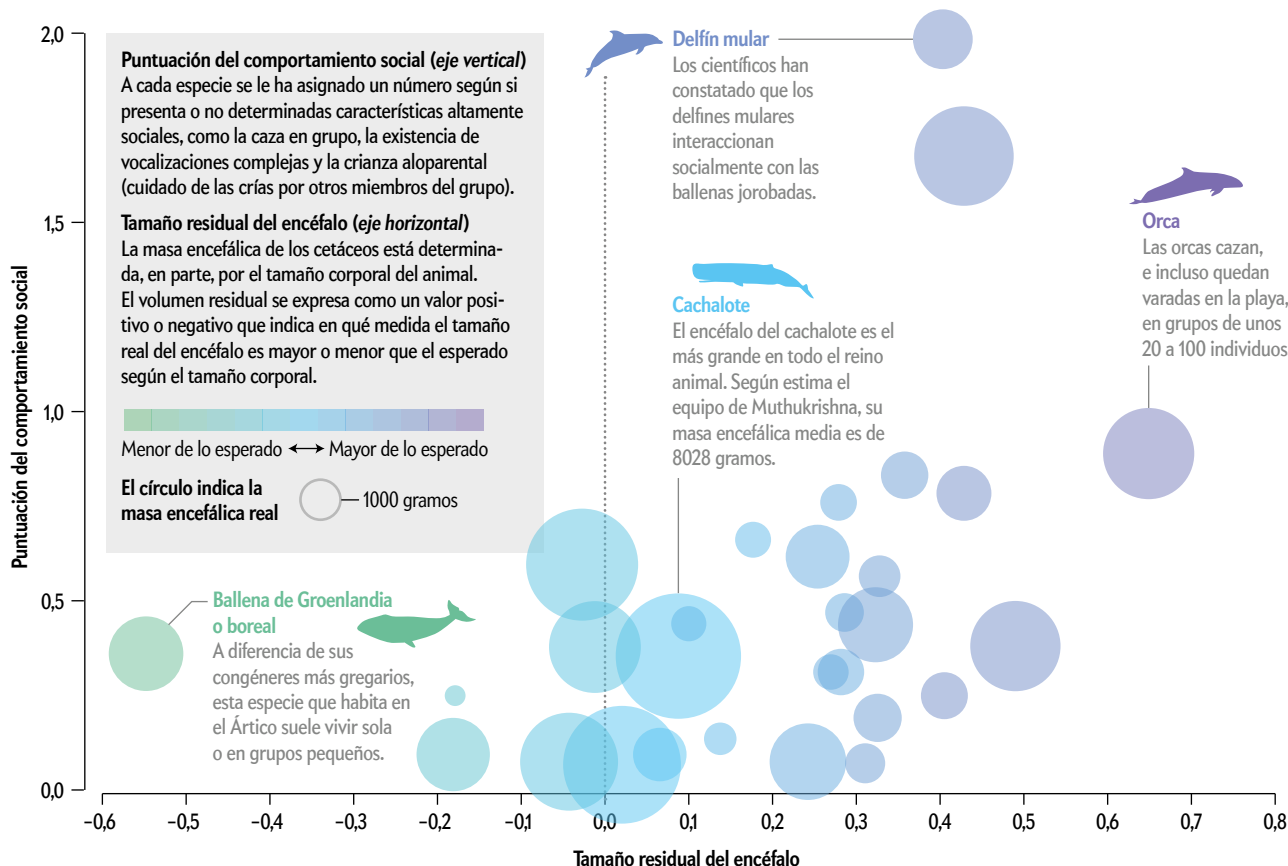 Puntuación del comportamiento social (eje vertical)
A cada especie se le ha asignado un número según si
presenta o no determinadas características altamente
sociales, como la caza en grupo, la existencia de
vocalizaciones complejas y la crianza aloparental
(cuidado de las crías por otros miembros del grupo).
Tamaño residual del encéfalo (eje horizontal)
La masa encefálica de los cetáceos está determina-
da, en parte, por el tamaño corporal del animal.
El volumen residual se expresa como un valor posi-
tivo o negativo que indica en qué medida el tamaño
real del encéfalo es mayor o menor que el esperado
según el tamaño corporal.
Menor de lo esperado ↔ Mayor de lo esperado
El círculo indica la
masa encefálica real
1000 gramos
Delfín mular
Los científicos han
constatado que los
delfines mulares
interaccionan
socialmente con las
ballenas jorobadas.
Orca
Las orcas cazan,
e incluso quedan
varadas en la playa,
en grupos de unos
20 a 100 individuos
Cachalote
El encéfalo del cachalote es el
más grande en todo el reino
animal. Según estima el
equipo de Muthukrishna, su
masa encefálica media es de
8028 gramos.
Ballena de Groenlandia
o boreal
A diferencia de sus
congéneres más gregarios,
esta especie que habita en
el Ártico suele vivir sola
o en grupos pequeños.
Puntuación del comportamiento social
2,0
1,5
1,0
0,5
0,0
–0,6 –0,5 –0,4 –0,3 –0,2 –0,1 0,0 0,1 0,2 0,3 0,4 0,5 0,6 0,7 0,8
Tamaño residual del encéfalo